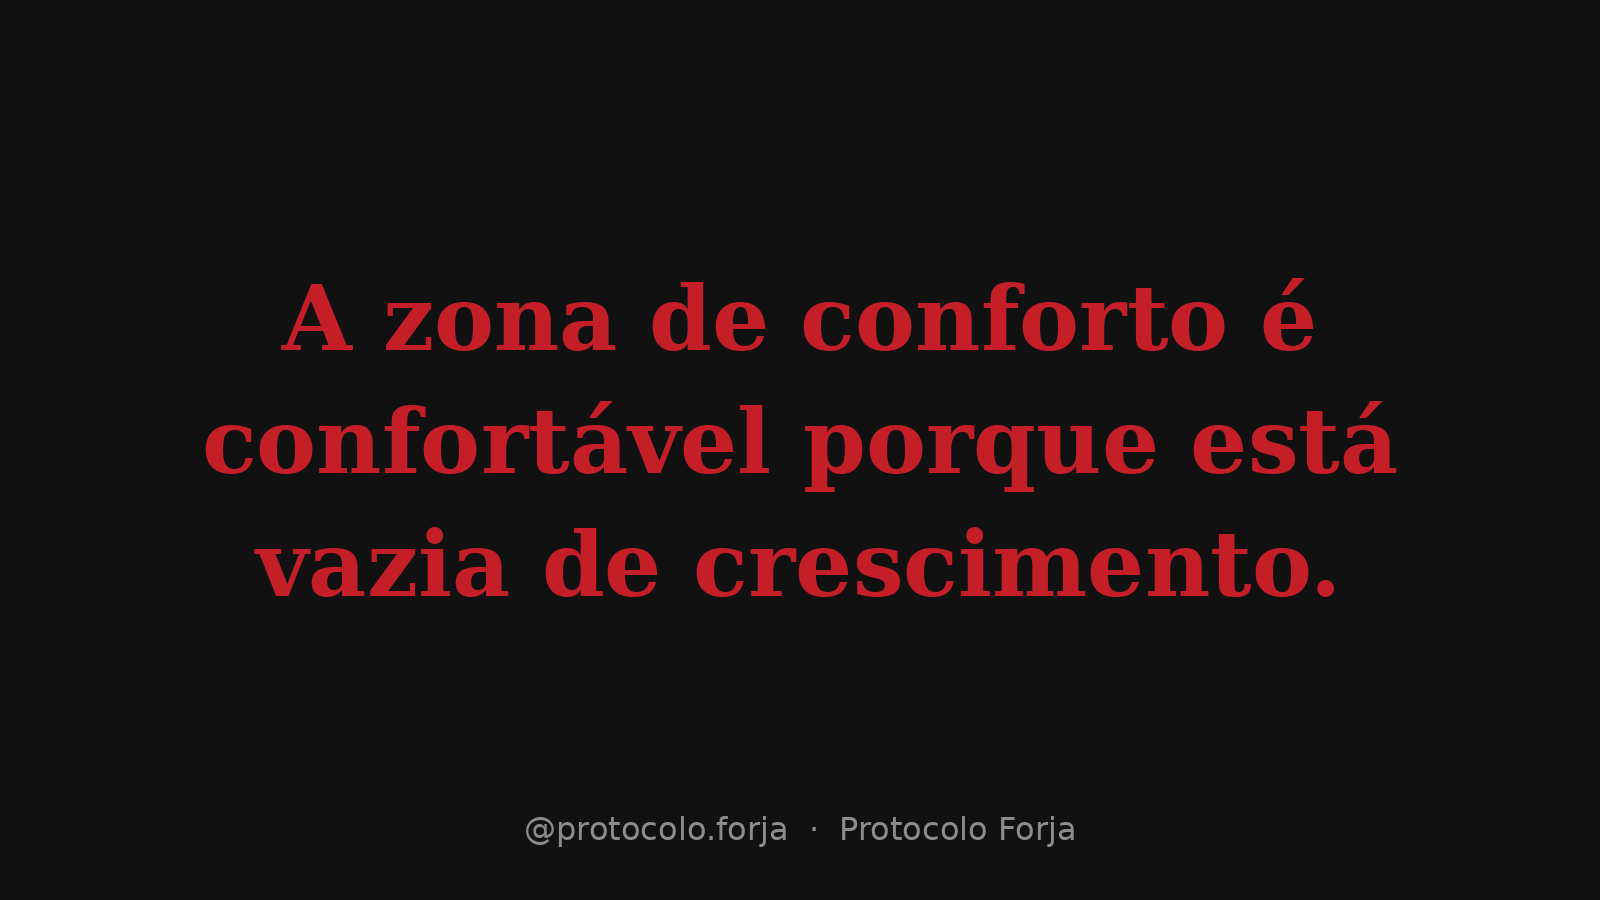 A zona de conforto é
confortável porque está
vazia de crescimento.
@protocolo.forja · Protocolo Forja